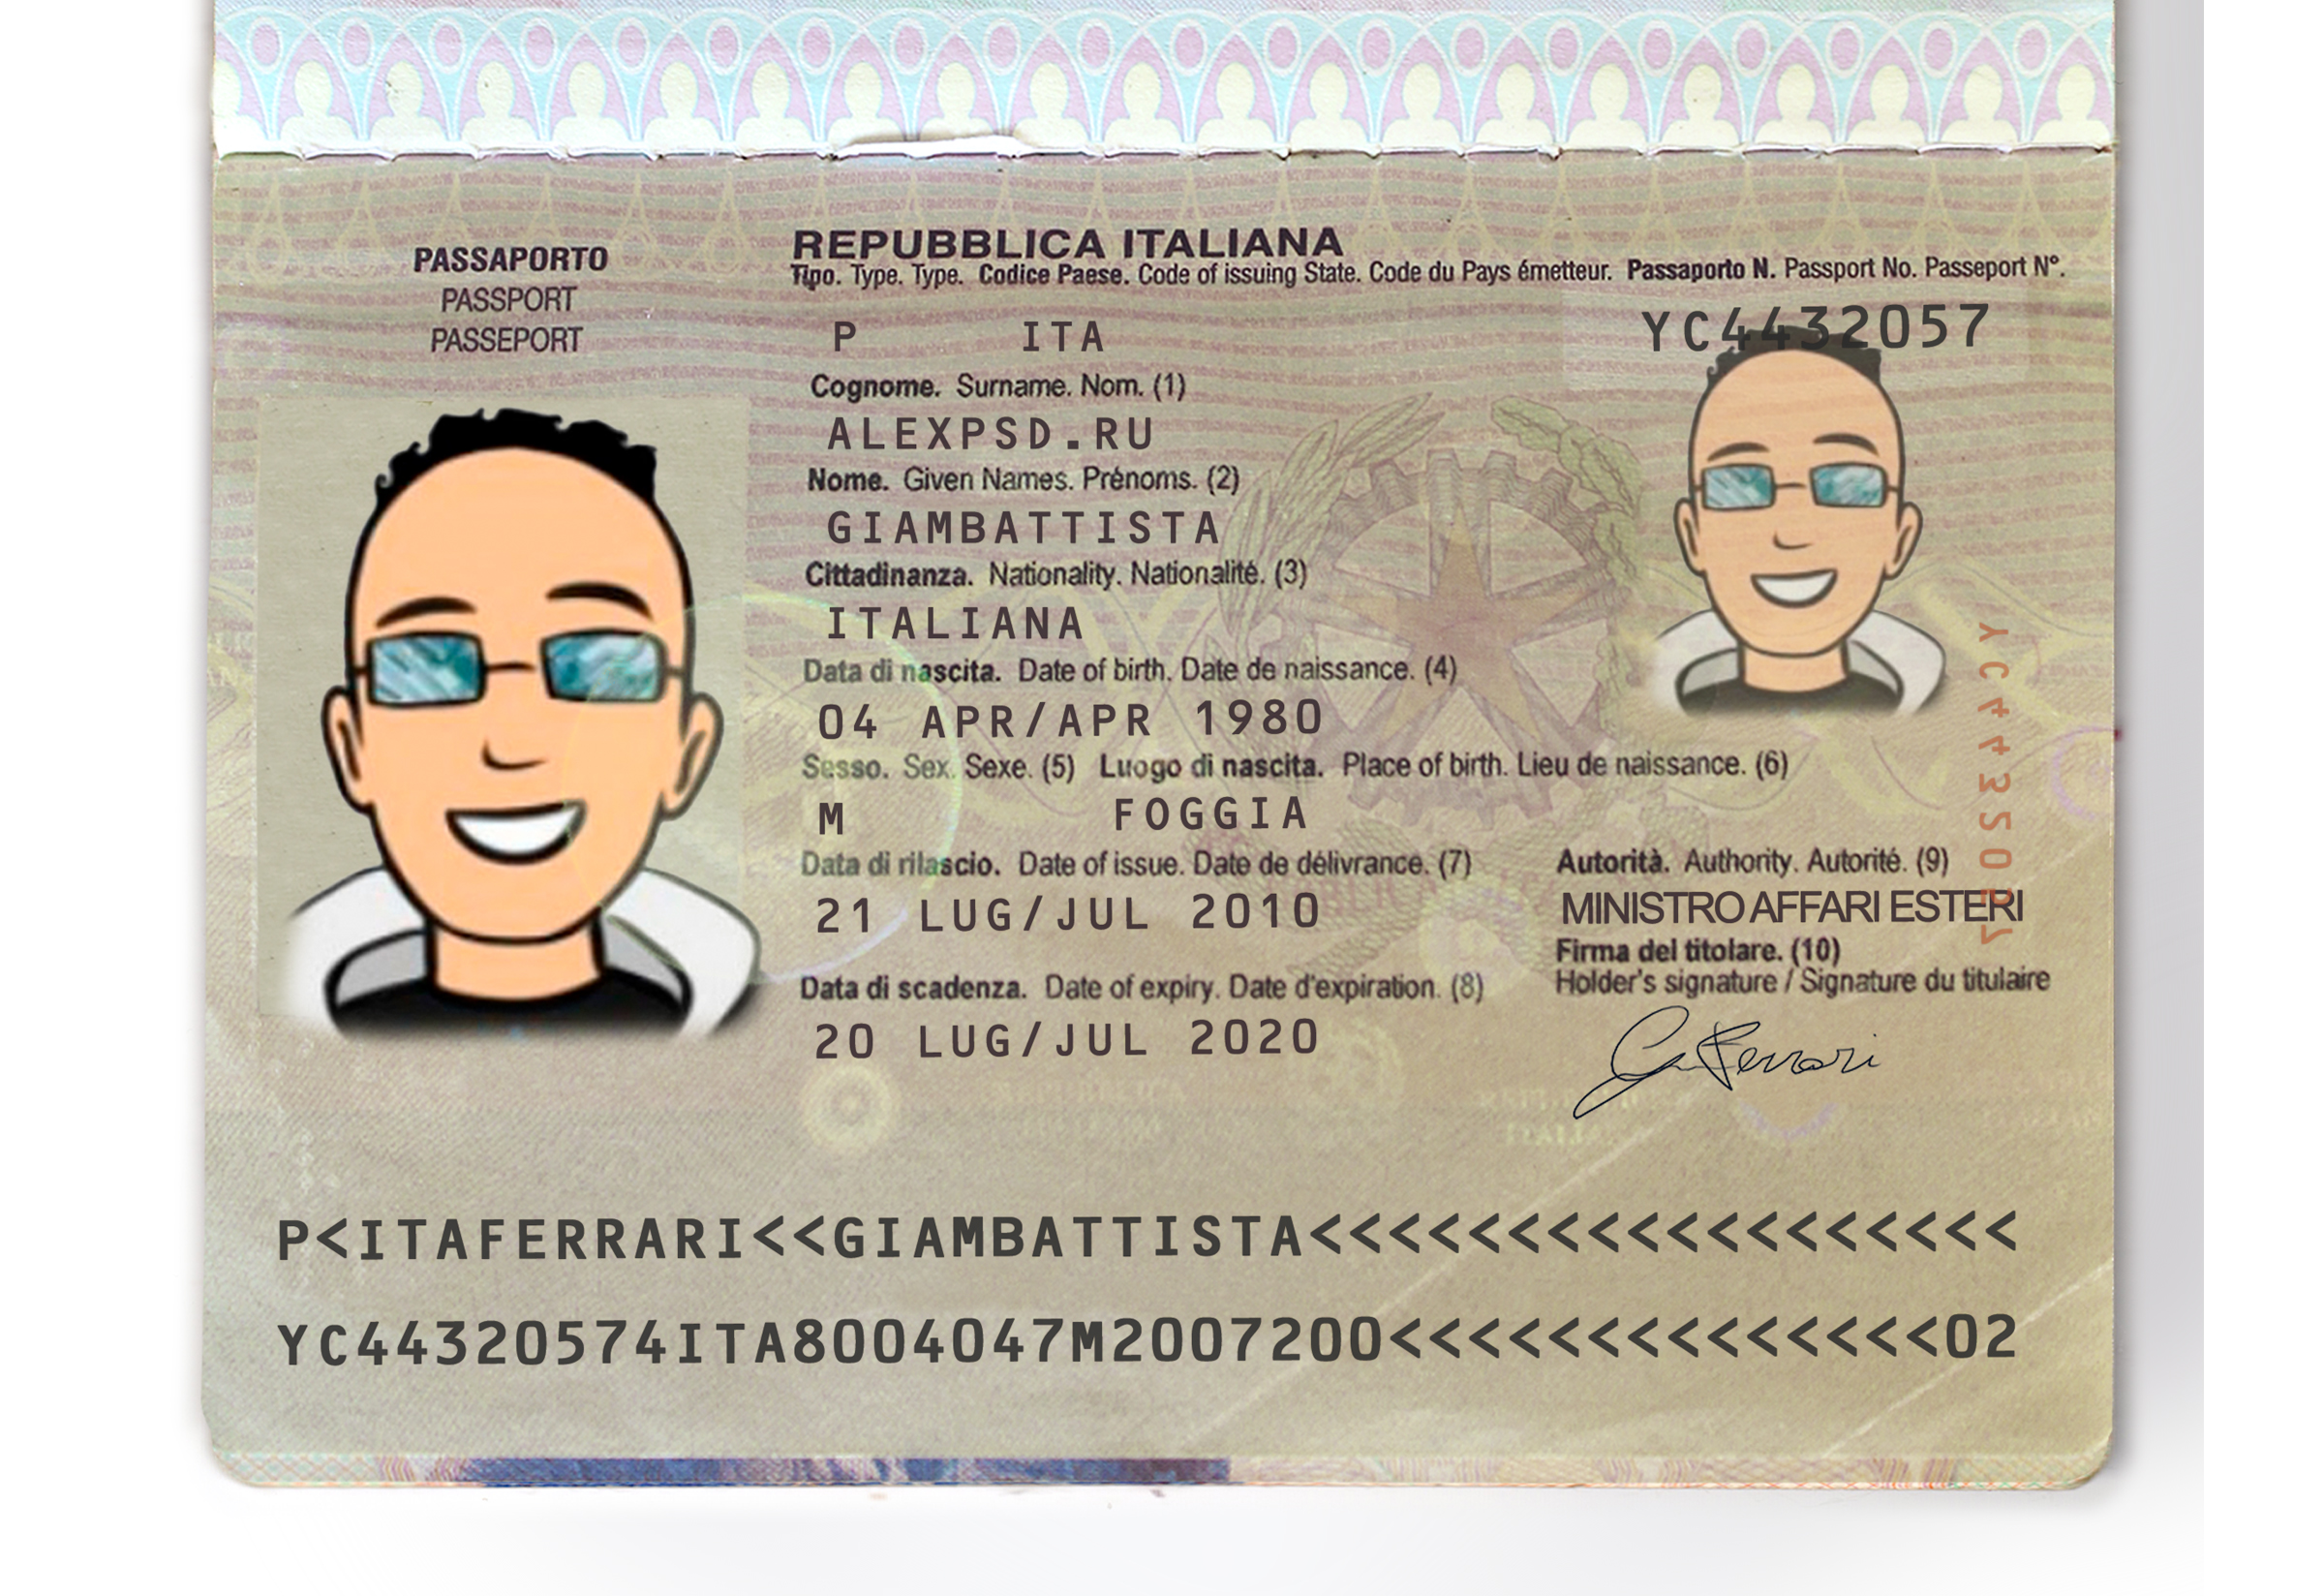 PASSAPORTO
PASSPORT
PASSEPORT
REPUBBLICA ITALIANA
Tipo. Type. Type. Codice Paese. Code of issuing State. Code du Pays émetteur. Passaporto N. Passport No. Passeport N°.
P ITA YC4432057
Cognome. Surname. Nom. (1)
ALEXPSD.RU
Nome. Given Names. Prénoms. (2)
GIAMBATTISTA
Cittadinanza. Nationality. Nationalité. (3)
ITALIANA
Data di nascita. Date of birth. Date de naissance. (4)
04 APR/APR 1980
Sesso. Sex. Sexe. (5) Luogo di nascita. Place of birth. Lieu de naissance. (6)
M FOGGIA
Data di rilascio. Date of issue. Date de délivrance. (7)
21 LUG/JUL 2010
Data di scadenza. Date of expiry. Date d'expiration. (8)
20 LUG/JUL 2020
Autorità. Authority. Autorité. (9)
MINISTRO AFFARI ESTERI
Firma del titolare. (10)
Holder's signature / Signature du titulaire
G Ferrari
YC4432057
P<ITAFERRARI<<GIAMBATTISTA<<<<<<<<<<<<<<<<<<
YC44320574ITA8004047M2007200<<<<<<<<<<<<<<02